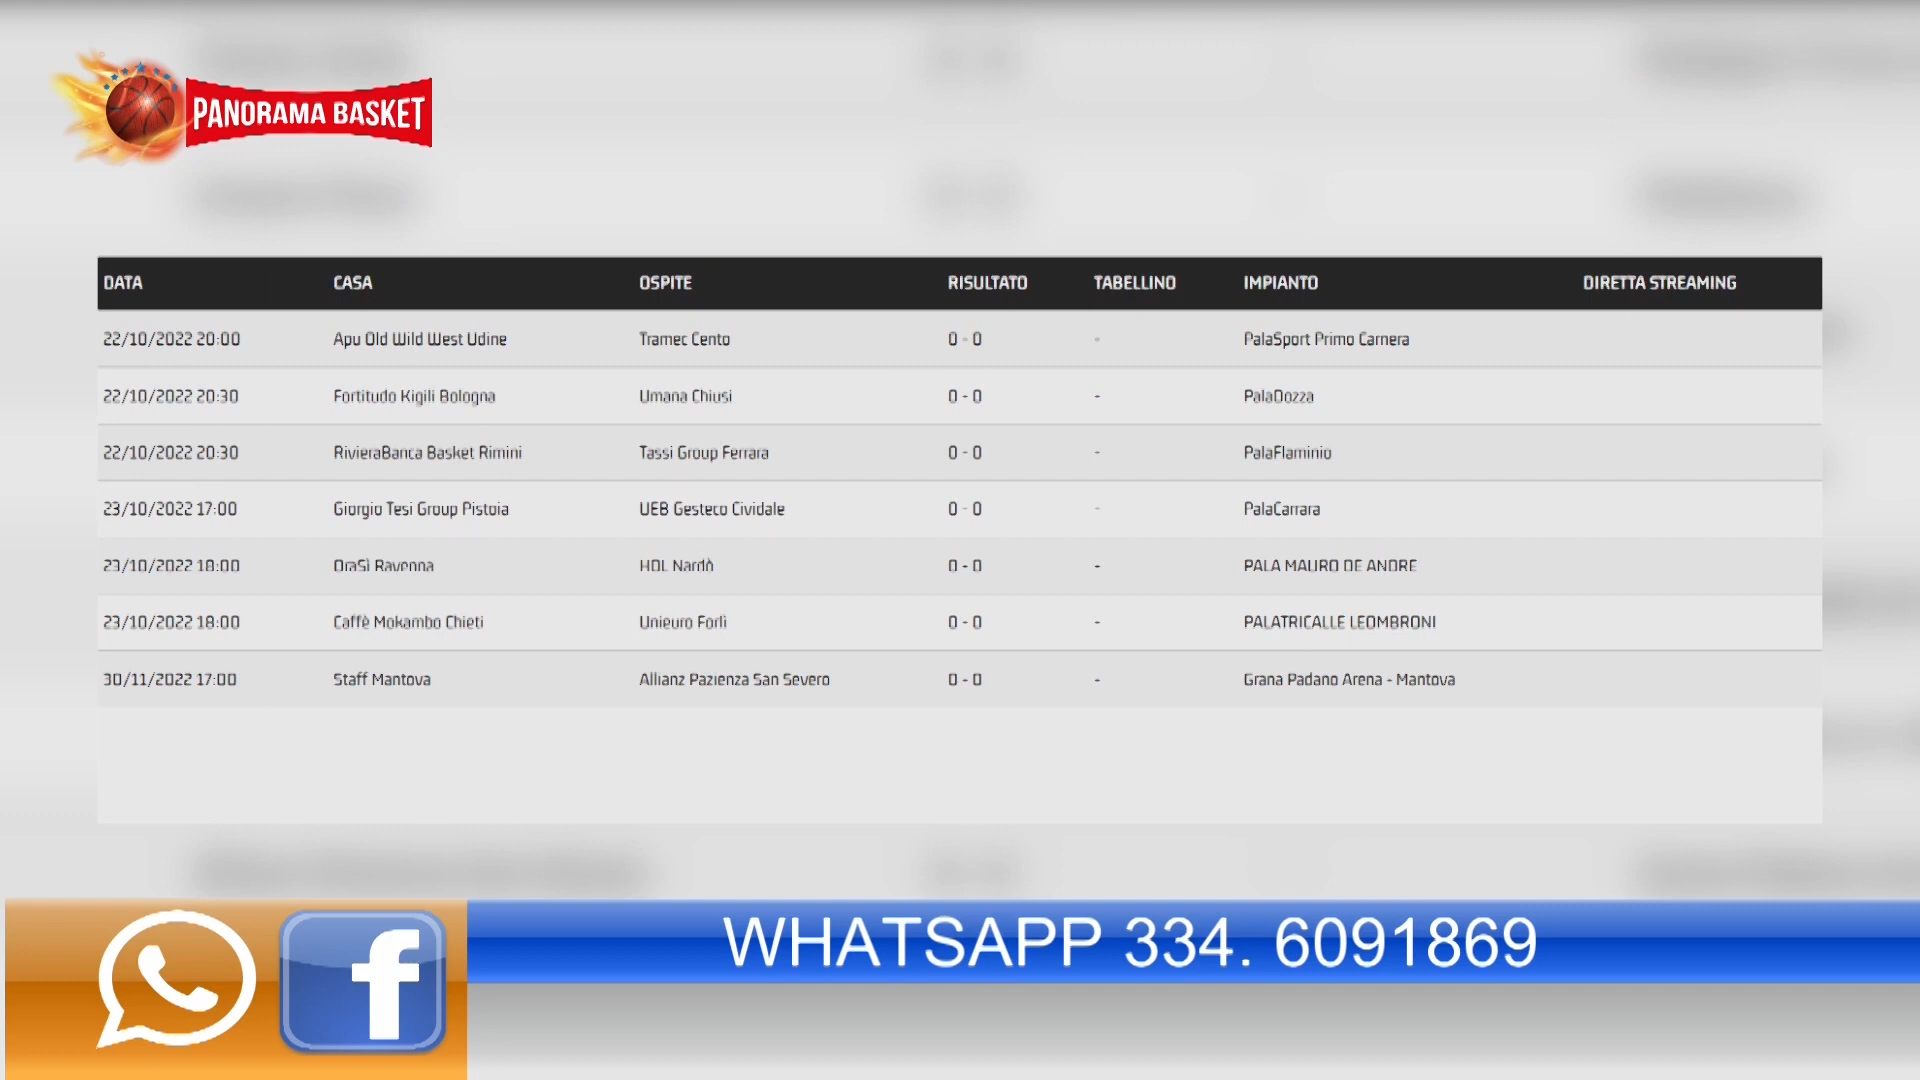 PANORAMA BASKET
DATA CASA OSPITE RISULTATO TABELLINO IMPIANTO DIRETTA STREAMING
22/10/2022 20:00 Apu Old Wild West Udine Tramec Cento 0 - 0 - PalaSport Primo Carnera
22/10/2022 20:30 Fortitudo Kigili Bologna Umana Chiusi 0 - 0 - PalaDozza
22/10/2022 20:30 RivieraBanca Basket Rimini Tassi Group Ferrara 0 - 0 - PalaFlaminio
23/10/2022 17:00 Giorgio Tesi Group Pistoia UEB Gesteco Cividale 0 - 0 - PalaCarrara
23/10/2022 18:00 OraSì Ravenna HDL Nardò 0 - 0 - PALA MAURO DE ANDRE
23/10/2022 18:00 Caffè Mokambo Chieti Unieuro Forlì 0 - 0 - PALATRICALLE LEOMBRONI
30/11/2022 17:00 Staff Mantova Allianz Pazienza San Severo 0 - 0 - Grana Padano Arena - Mantova
WHATSAPP 334. 6091869